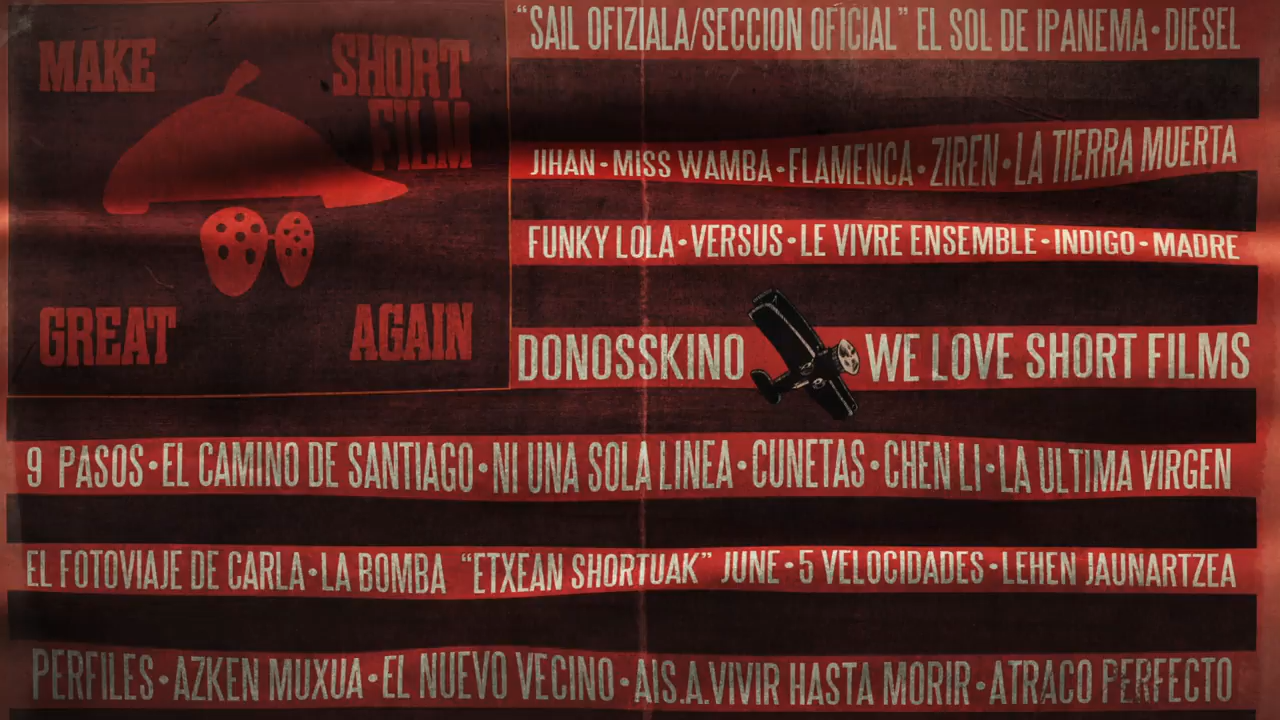 MAKE
SHORT
FILM
GREAT
AGAIN
“SAIL OFIZIALA/SECCION OFICIAL” EL SOL DE IPANEMA·DIESEL
JIHAN·MISS WAMBA·FLAMENCA·ZIREN·LA TIERRA MUERTA
FUNKY LOLA·VERSUS·LE VIVRE ENSEMBLE·INDIGO·MADRE
DONOSSKINO WE LOVE SHORT FILMS
9 PASOS·EL CAMINO DE SANTIAGO·NI UNA SOLA LINEA·CUNETAS·CHEN LI·LA ULTIMA VIRGEN
EL FOTOVIAJE DE CARLA·LA BOMBA “ETXEAN SHORTUAK” JUNE·5 VELOCIDADES·LEHEN JAUNARTZEA
PERFILES·AZKEN MUXUA·EL NUEVO VECINO·AIS.A.VIVIR HASTA MORIR·ATRACO PERFECTO